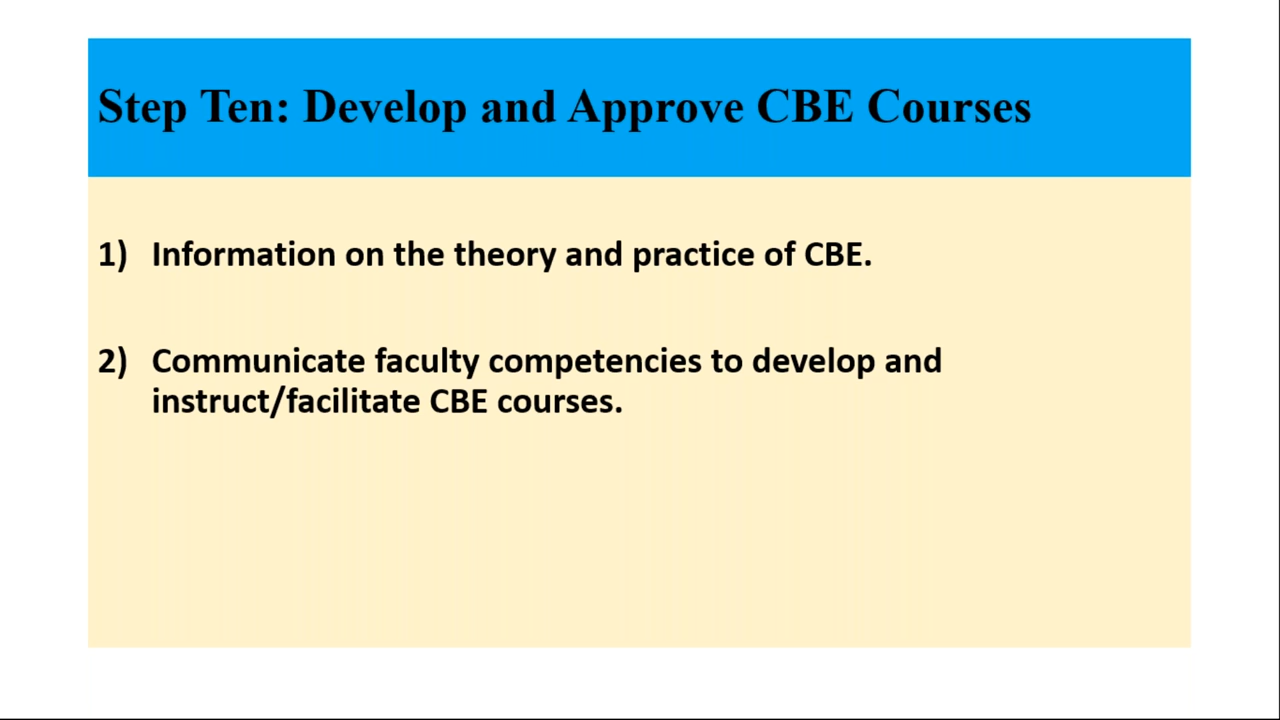 Step Ten: Develop and Approve CBE Courses
1) Information on the theory and practice of CBE.
2) Communicate faculty competencies to develop and
instruct/facilitate CBE courses.